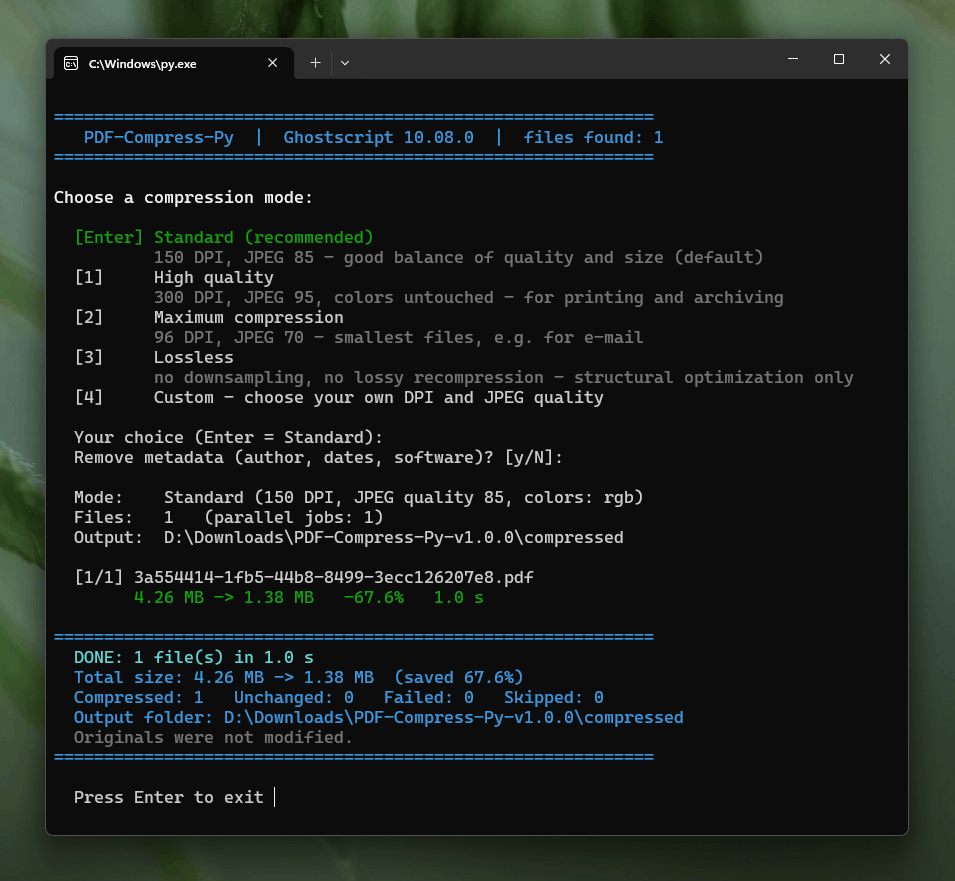 C:\Windows\py.exe
============================================================
PDF-Compress-Py | Ghostscript 10.08.0 | files found: 1
============================================================
Choose a compression mode:
[Enter] Standard (recommended)
150 DPI, JPEG 85 - good balance of quality and size (default)
[1] High quality
300 DPI, JPEG 95, colors untouched - for printing and archiving
[2] Maximum compression
96 DPI, JPEG 70 - smallest files, e.g. for e-mail
[3] Lossless
no downsampling, no lossy recompression - structural optimization only
[4] Custom - choose your own DPI and JPEG quality
Your choice (Enter = Standard):
Remove metadata (author, dates, software)? [y/N]:
Mode: Standard (150 DPI, JPEG quality 85, colors: rgb)
Files: 1 (parallel jobs: 1)
Output: D:\Downloads\PDF-Compress-Py-v1.0.0\compressed
[1/1] 3a554414-1fb5-44b8-8499-3ecc126207e8.pdf
4.26 MB -> 1.38 MB -67.6% 1.0 s
============================================================
DONE: 1 file(s) in 1.0 s
Total size: 4.26 MB -> 1.38 MB (saved 67.6%)
Compressed: 1 Unchanged: 0 Failed: 0 Skipped: 0
Output folder: D:\Downloads\PDF-Compress-Py-v1.0.0\compressed
Originals were not modified.
============================================================
Press Enter to exit